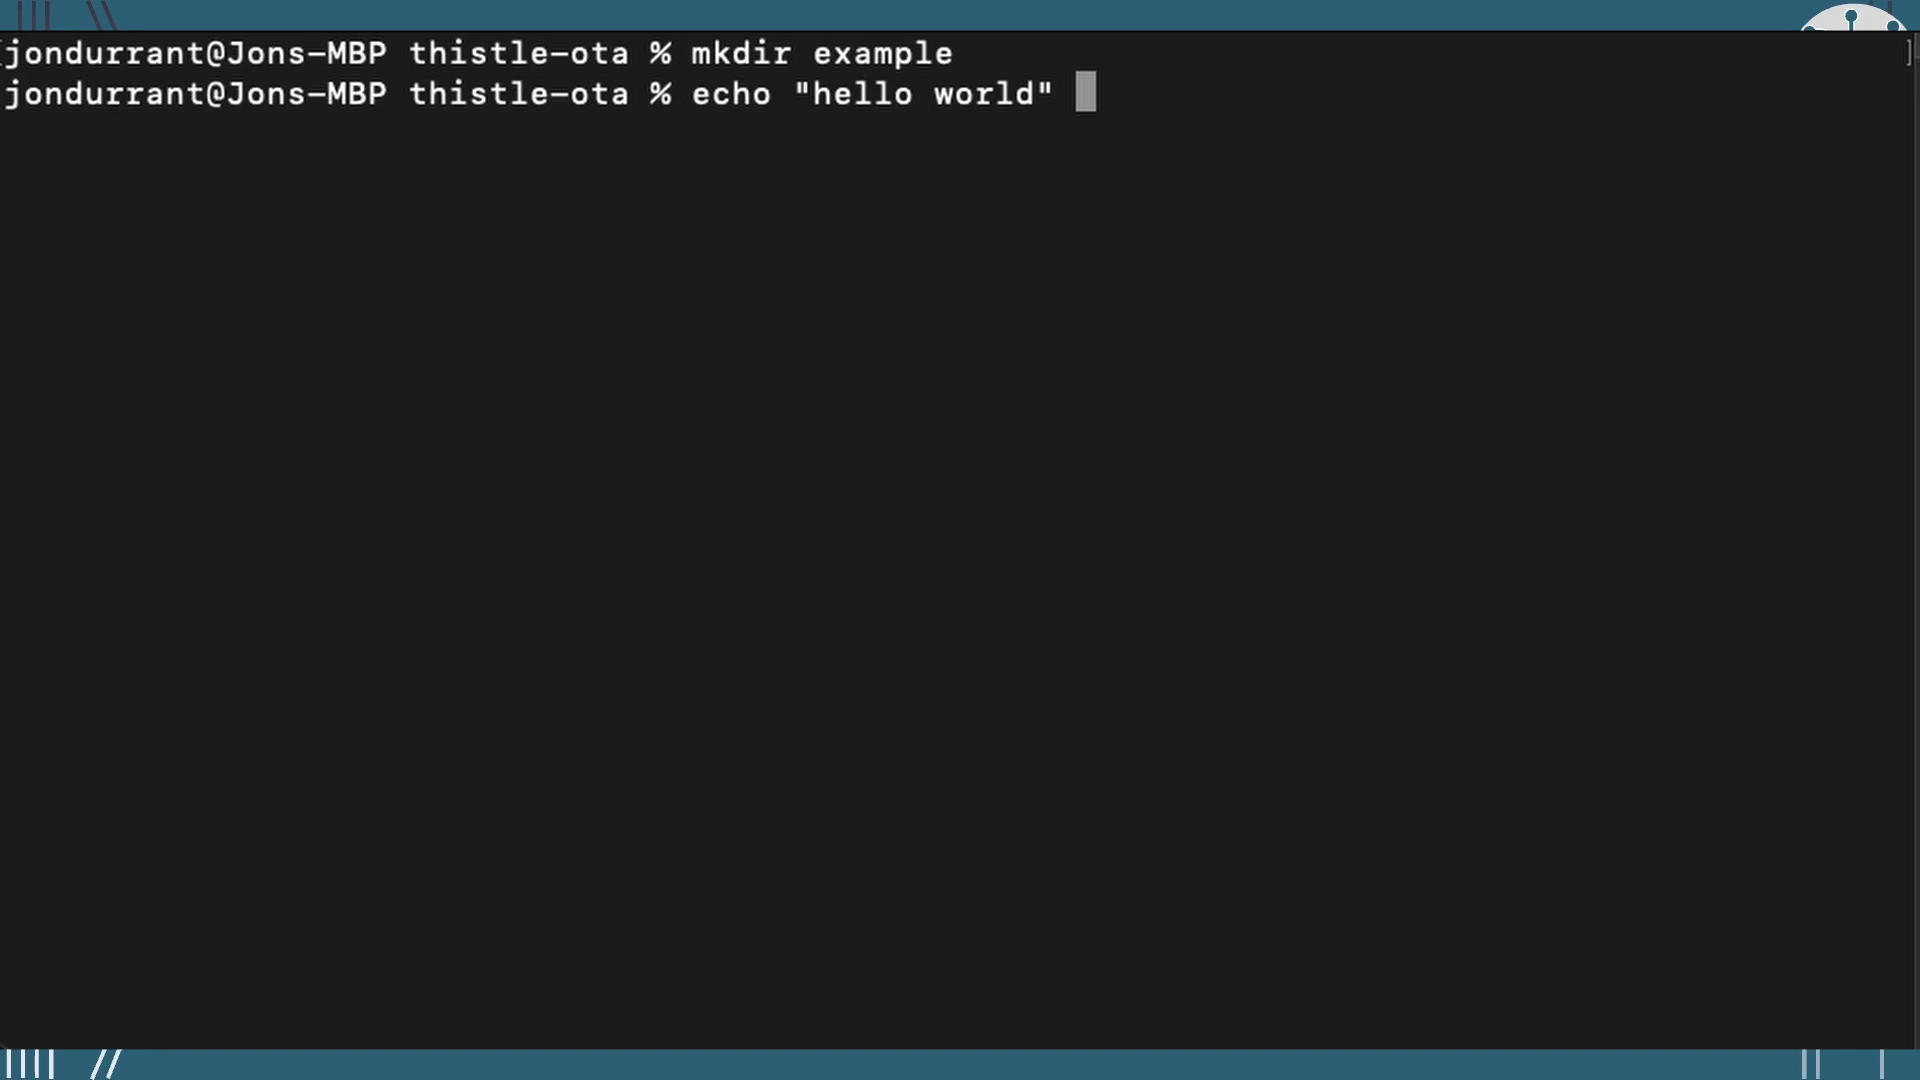 jondurrant@Jons-MBP thistle-ota % mkdir example
jondurrant@Jons-MBP thistle-ota % echo "hello world"